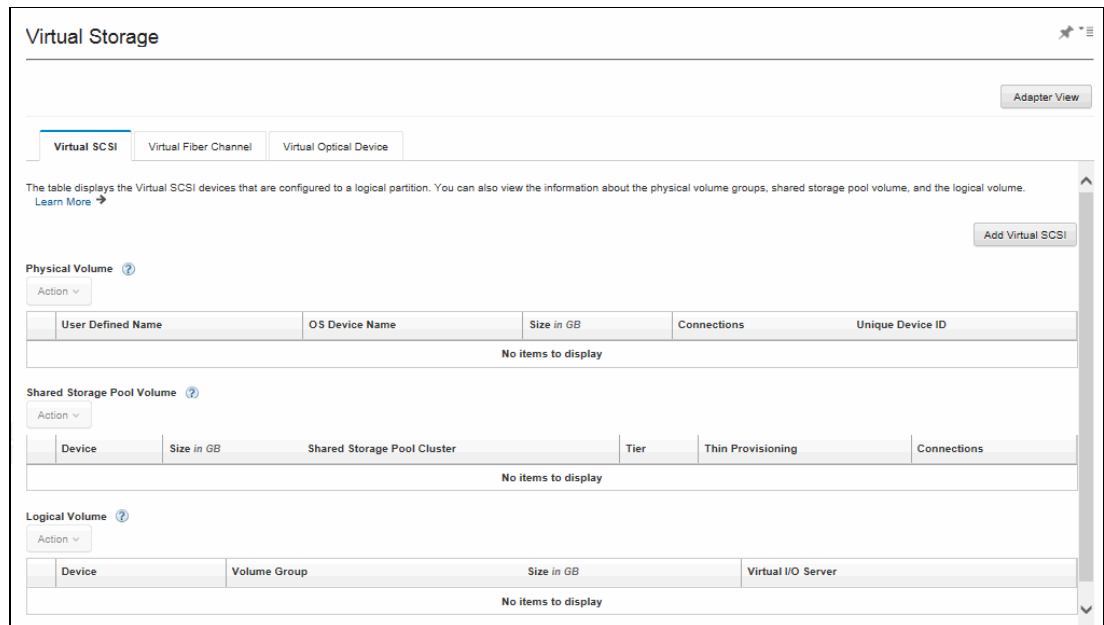 Virtual Storage
Adapter View
Virtual SCSI Virtual Fiber Channel Virtual Optical Device
The table displays the Virtual SCSI devices that are configured to a logical partition. You can also view the information about the physical volume groups, shared storage pool volume, and the logical volume.
Learn More →
Add Virtual SCSI
Physical Volume ?
Action
User Defined Name OS Device Name Size in GB Connections Unique Device ID
No items to display
Shared Storage Pool Volume ?
Action
Device Size in GB Shared Storage Pool Cluster Tier Thin Provisioning Connections
No items to display
Logical Volume ?
Action
Device Volume Group Size in GB Virtual I/O Server
No items to display